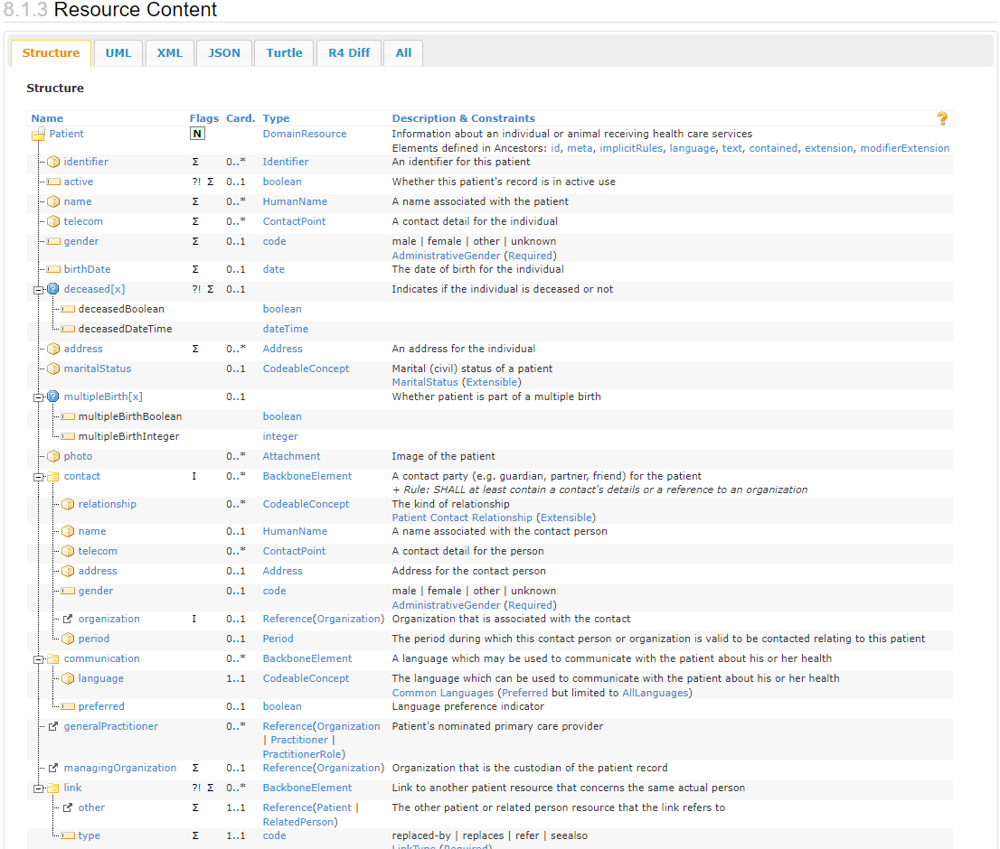 8.1.3 Resource Content
Structure UML XML JSON Turtle R4 Diff All
Structure
Name Flags Card. Type Description & Constraints
Patient N DomainResource Information about an individual or animal receiving health care services
Elements defined in Ancestors: id, meta, implicitRules, language, text, contained, extension, modifierExtension
identifier Σ 0..* Identifier An identifier for this patient
active ?! Σ 0..1 boolean Whether this patient's record is in active use
name Σ 0..* HumanName A name associated with the patient
telecom Σ 0..* ContactPoint A contact detail for the individual
gender Σ 0..1 code male | female | other | unknown
AdministrativeGender (Required)
birthDate Σ 0..1 date The date of birth for the individual
deceased[x] ?! Σ 0..1 Indicates if the individual is deceased or not
deceasedBoolean boolean
deceasedDateTime dateTime
address Σ 0..* Address An address for the individual
maritalStatus 0..1 CodeableConcept Marital (civil) status of a patient
MaritalStatus (Extensible)
multipleBirth[x] 0..1 Whether patient is part of a multiple birth
multipleBirthBoolean boolean
multipleBirthInteger integer
photo 0..* Attachment Image of the patient
contact I 0..* BackboneElement A contact party (e.g. guardian, partner, friend) for the patient
+ Rule: SHALL at least contain a contact's details or a reference to an organization
relationship 0..* CodeableConcept The kind of relationship
Patient Contact Relationship (Extensible)
name 0..1 HumanName A name associated with the contact person
telecom 0..* ContactPoint A contact detail for the person
address 0..1 Address Address for the contact person
gender 0..1 code male | female | other | unknown
AdministrativeGender (Required)
organization I 0..1 Reference(Organization) Organization that is associated with the contact
period 0..1 Period The period during which this contact person or organization is valid to be contacted relating to this patient
communication 0..* BackboneElement A language which may be used to communicate with the patient about his or her health
language 1..1 CodeableConcept The language which can be used to communicate with the patient about his or her health
Common Languages (Preferred but limited to AllLanguages)
preferred 0..1 boolean Language preference indicator
generalPractitioner 0..* Reference(Organization Patient's nominated primary care provider
| Practitioner |
PractitionerRole)
managingOrganization Σ 0..1 Reference(Organization) Organization that is the custodian of the patient record
link ?! Σ 0..* BackboneElement Link to another patient resource that concerns the same actual person
other Σ 1..1 Reference(Patient | The other patient or related person resource that the link refers to
RelatedPerson)
type Σ 1..1 code replaced-by | replaces | refer | seealso
LinkType (Required)